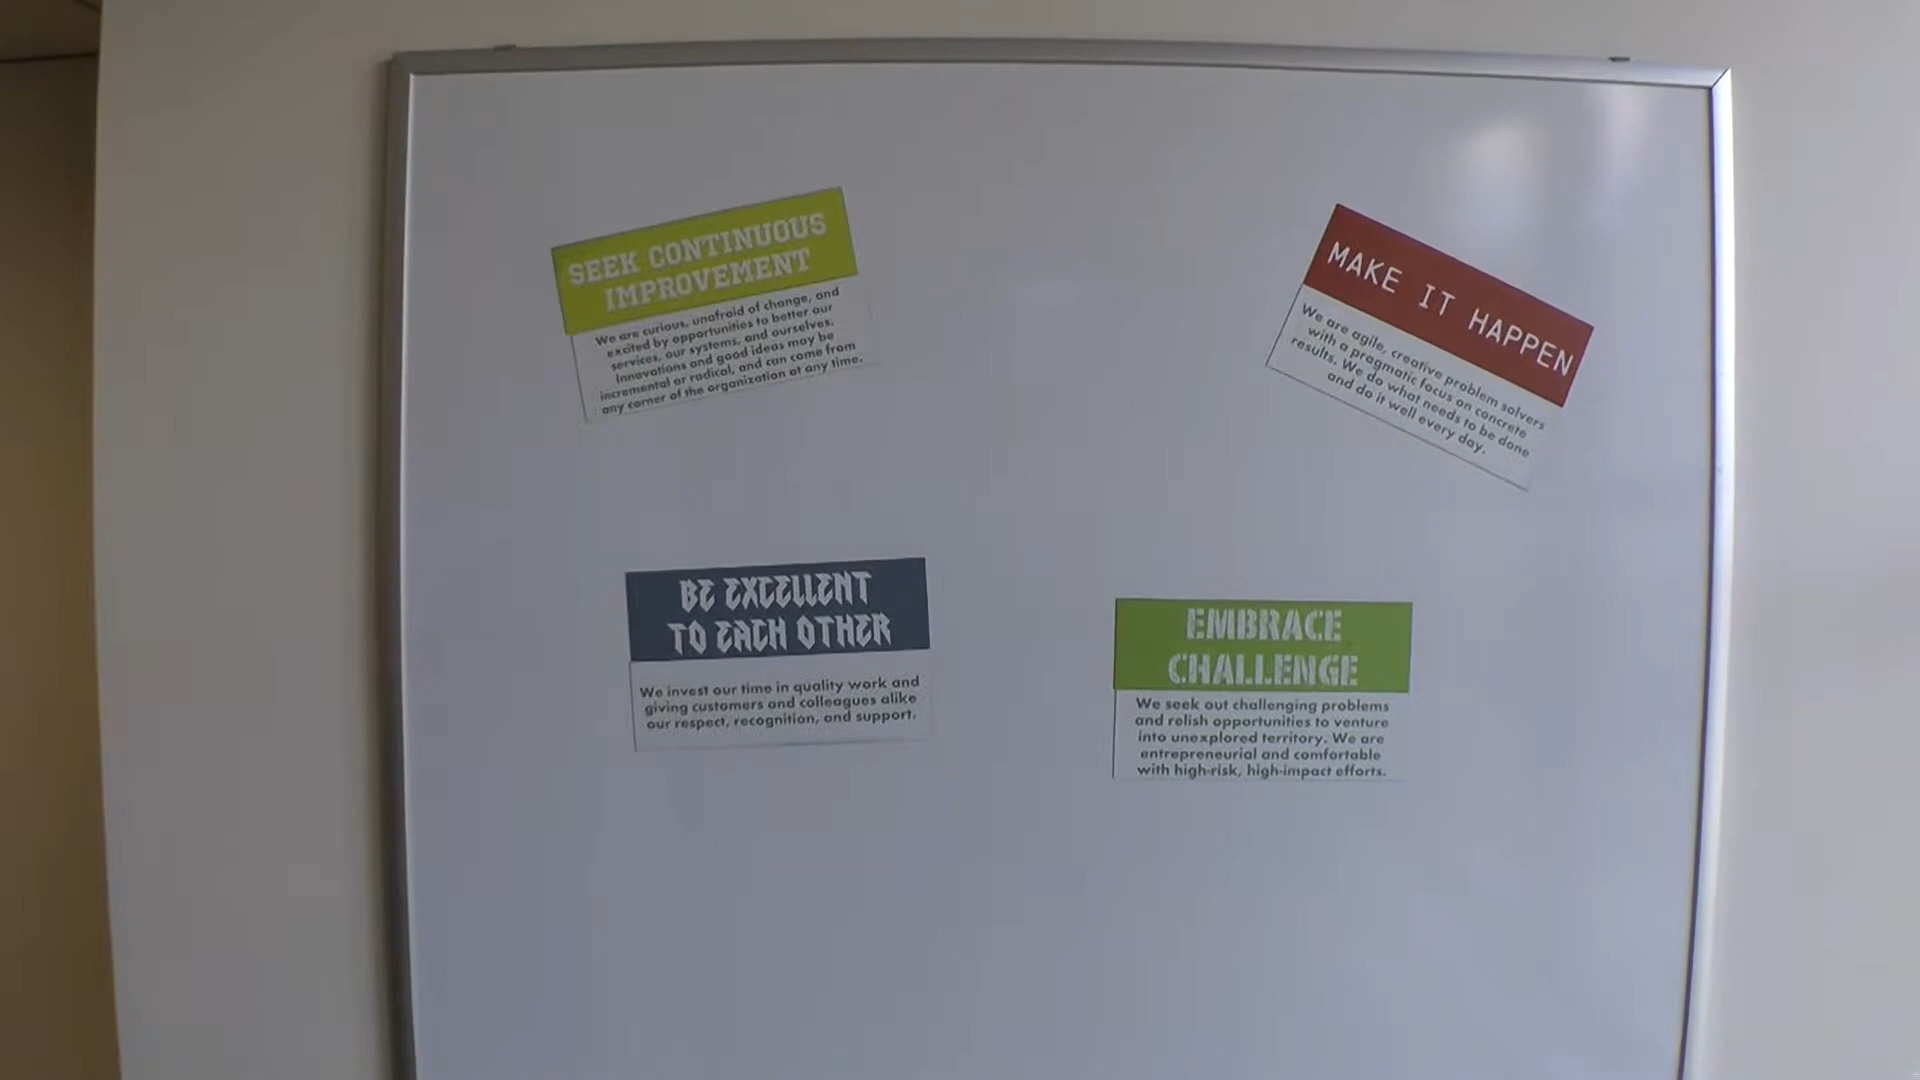 SEEK CONTINUOUS
IMPROVEMENT
We are curious, unafraid of change, and
excited by opportunities to better our
services, our systems, and ourselves.
Innovations and good ideas may be
incremental or radical, and can come from
any corner of the organization at any time.
MAKE IT HAPPEN
We are agile, creative problem solvers
with a pragmatic focus on concrete
results. We do what needs to be done
and do it well every day.
BE EXCELLENT
TO EACH OTHER
We invest our time in quality work and
giving customers and colleagues alike
our respect, recognition, and support.
EMBRACE
CHALLENGE
We seek out challenging problems
and relish opportunities to venture
into unexplored territory. We are
entrepreneurial and comfortable
with high-risk, high-impact efforts.